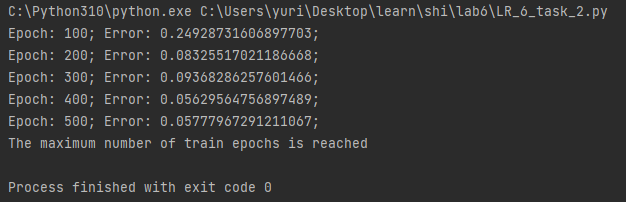 C:\Python310\python.exe C:\Users\yuri\Desktop\learn\shi\lab6\LR_6_task_2.py
Epoch: 100; Error: 0.24928731606897703;
Epoch: 200; Error: 0.08325517021186668;
Epoch: 300; Error: 0.09368286257601466;
Epoch: 400; Error: 0.05629564756897489;
Epoch: 500; Error: 0.05777967291211067;
The maximum number of train epochs is reached
Process finished with exit code 0